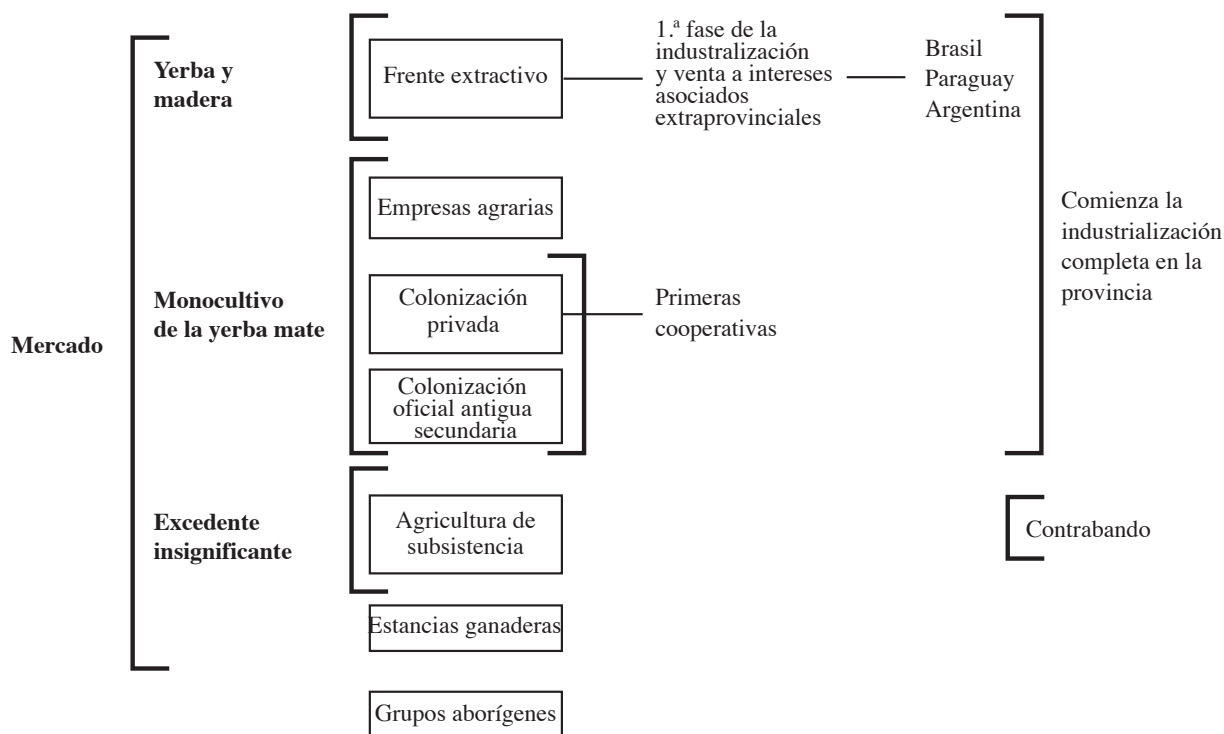 Mercado
Yerba y
madera
Frente extractivo
1.ª fase de la
industralización
y venta a intereses
asociados
extraprovinciales
Brasil
Paraguay
Argentina
Monocultivo
de la yerba mate
Empresas agrarias
Colonización
privada
Colonización
oficial antigua
secundaria
Primeras
cooperativas
Comienza la
industrialización
completa en la
provincia
Excedente
insignificante
Agricultura de
subsistencia
Contrabando
Estancias ganaderas
Grupos aborígenes